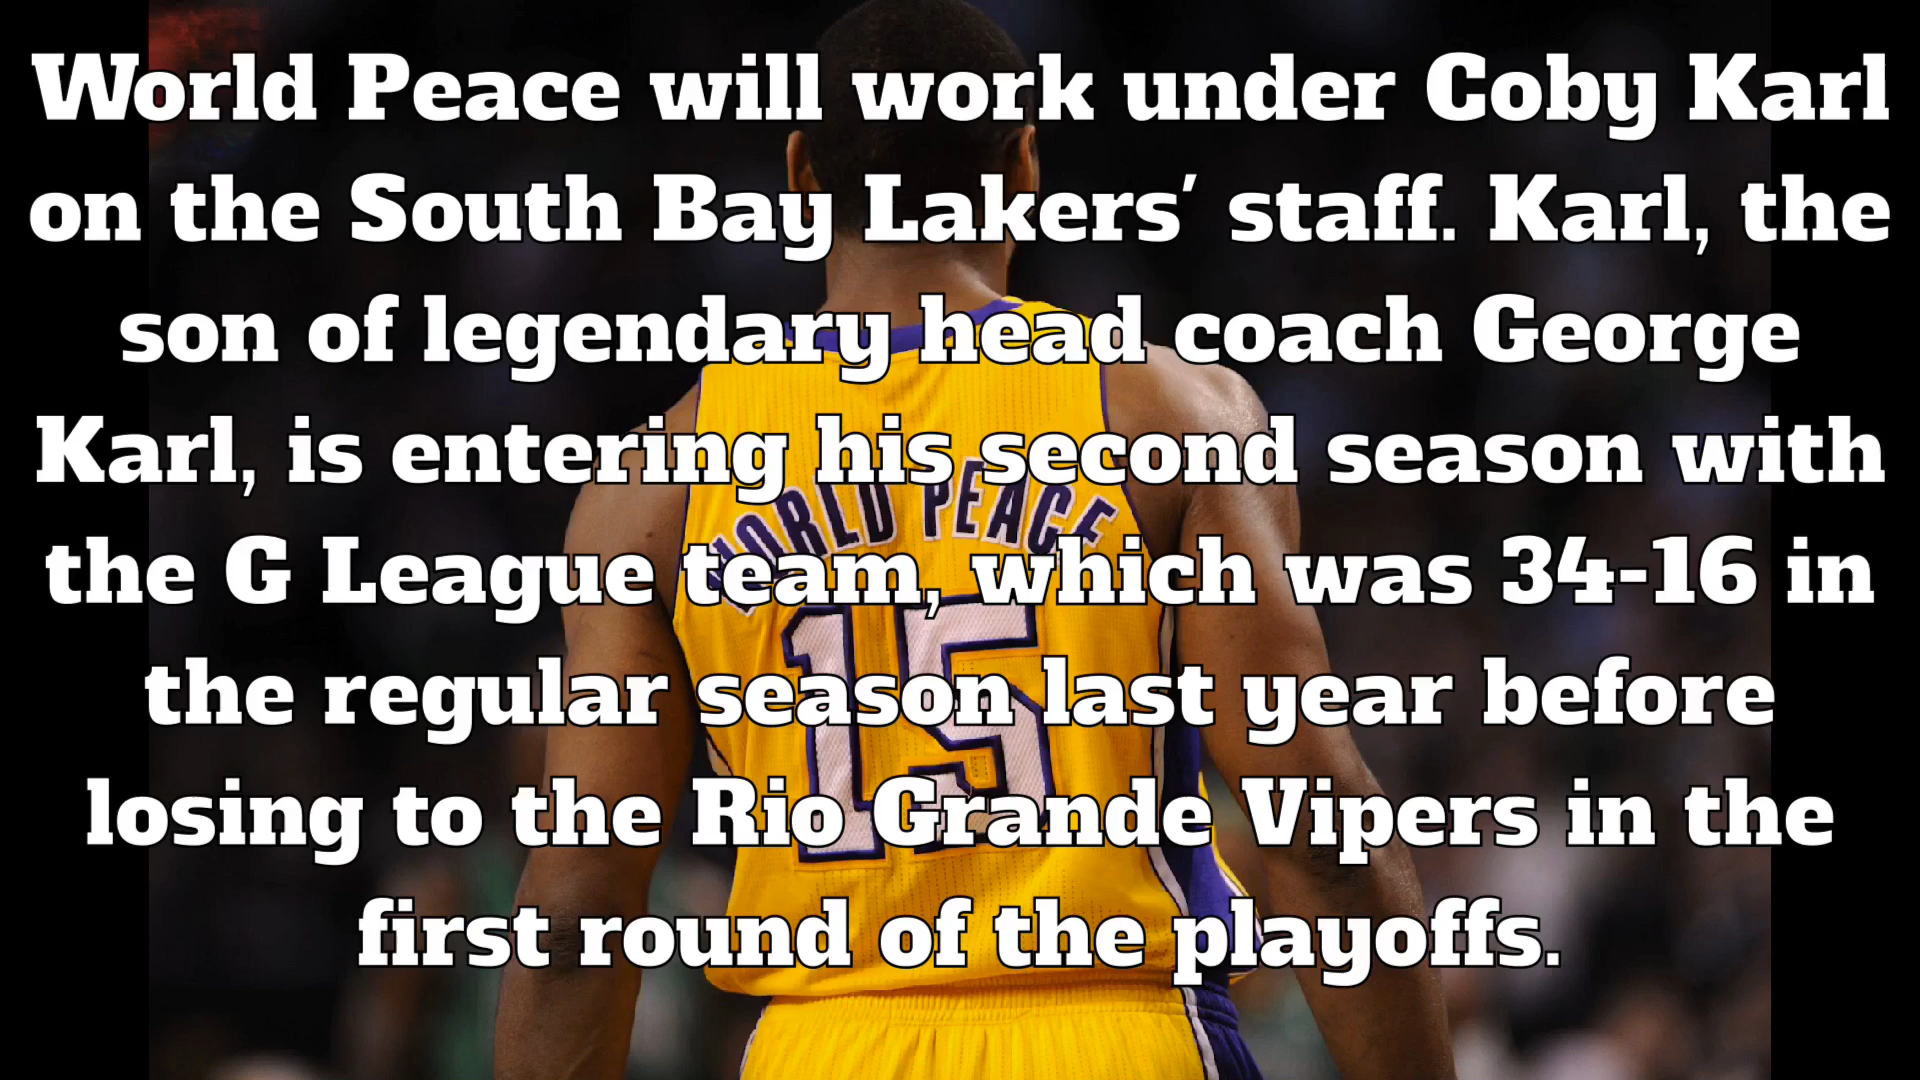 World Peace will work under Coby Karl
on the South Bay Lakers’ staff. Karl, the
son of legendary head coach George
Karl, is entering his second season with
the G League team, which was 34-16 in
the regular season last year before
losing to the Rio Grande Vipers in the
first round of the playoffs.
WORLD PEACE
15